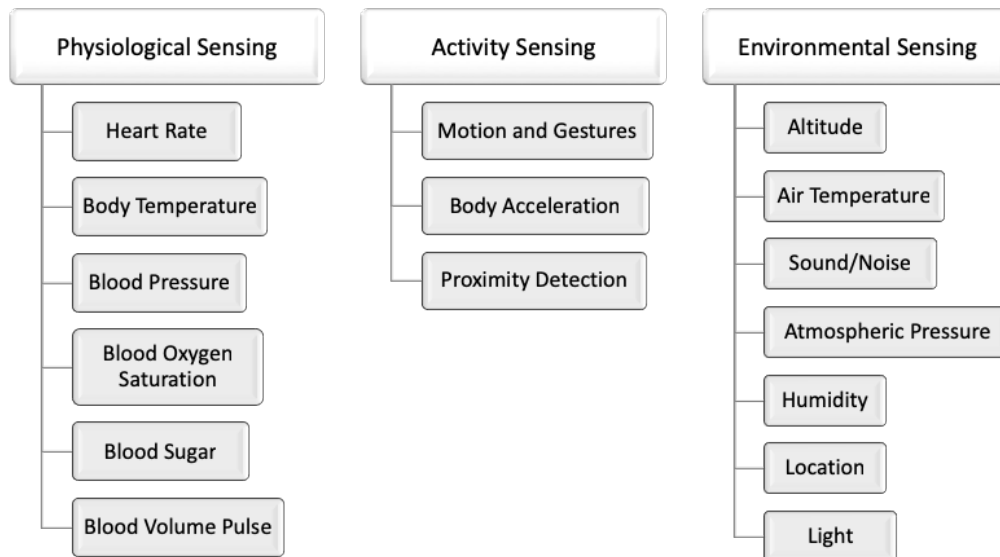 Physiological Sensing
Heart Rate
Body Temperature
Blood Pressure
Blood Oxygen
Saturation
Blood Sugar
Blood Volume Pulse
Activity Sensing
Motion and Gestures
Body Acceleration
Proximity Detection
Environmental Sensing
Altitude
Air Temperature
Sound/Noise
Atmospheric Pressure
Humidity
Location
Light